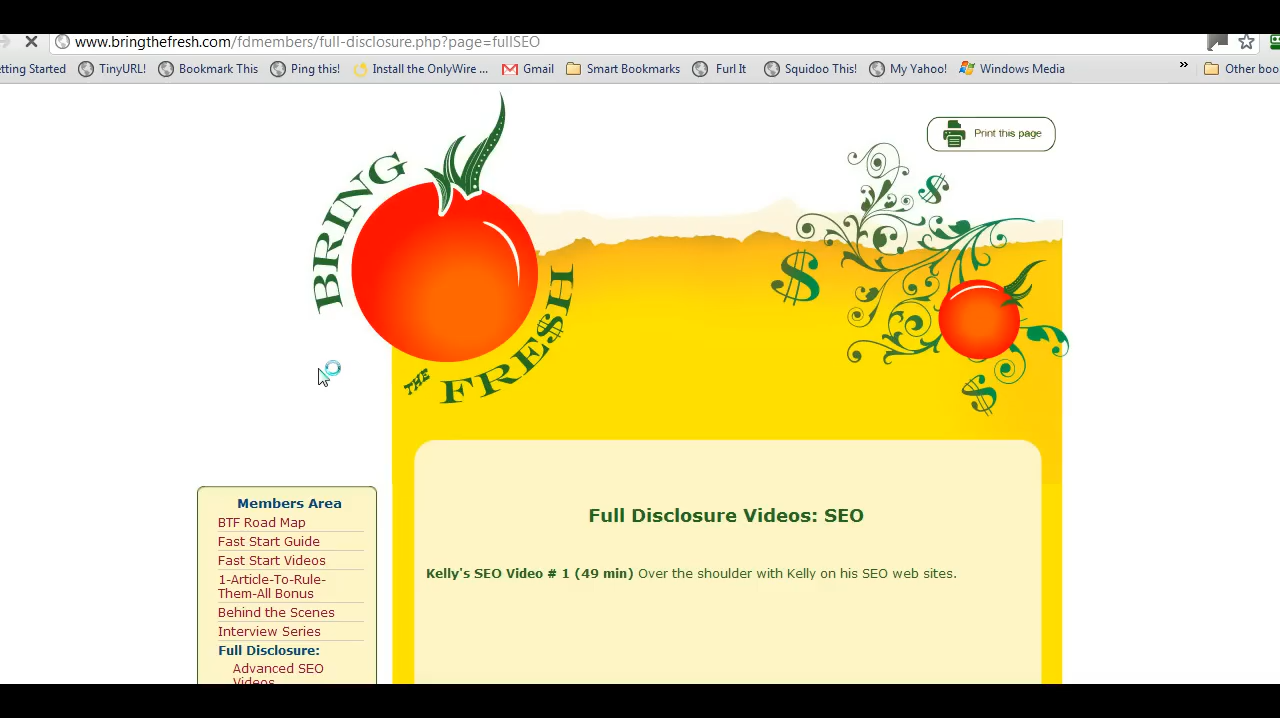 www.bringthefresh.com/fdmembers/full-disclosure.php?page=fullSEO
etting Started TinyURL! Bookmark This Ping this! Install the OnlyWire ... Gmail Smart Bookmarks Furl It Squidoo This! My Yahoo! Windows Media » Other boo
Print this page
BRING
THE FRE$H
$
$
$
Full Disclosure Videos: SEO
Kelly's SEO Video # 1 (49 min) Over the shoulder with Kelly on his SEO web sites.
Members Area
BTF Road Map
Fast Start Guide
Fast Start Videos
1-Article-To-Rule-
Them-All Bonus
Behind the Scenes
Interview Series
Full Disclosure:
Advanced SEO
Videos